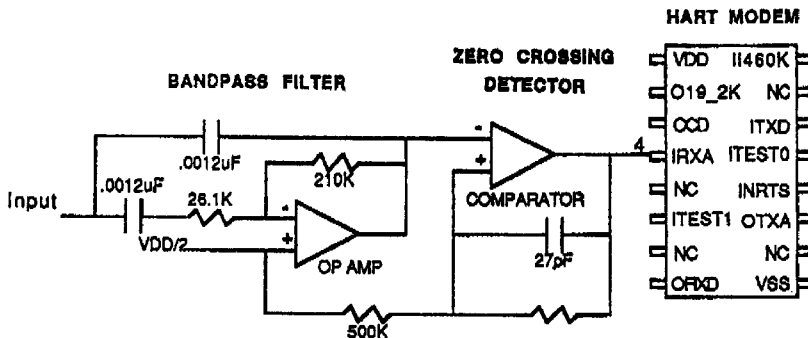 HART MODEM
ZERO CROSSING
DETECTOR
BANDPASS FILTER
VDD II460K
O19_2K NC
OCD ITXD
4 IRXA ITEST0
NC INRTS
ITEST1 OTXA
NC NC
ORXD VSS
.0012uF
-
+
210K
COMPARATOR
.0012uF
26.1K
Input
-
+
VDD/2
OP AMP
27pF
500K